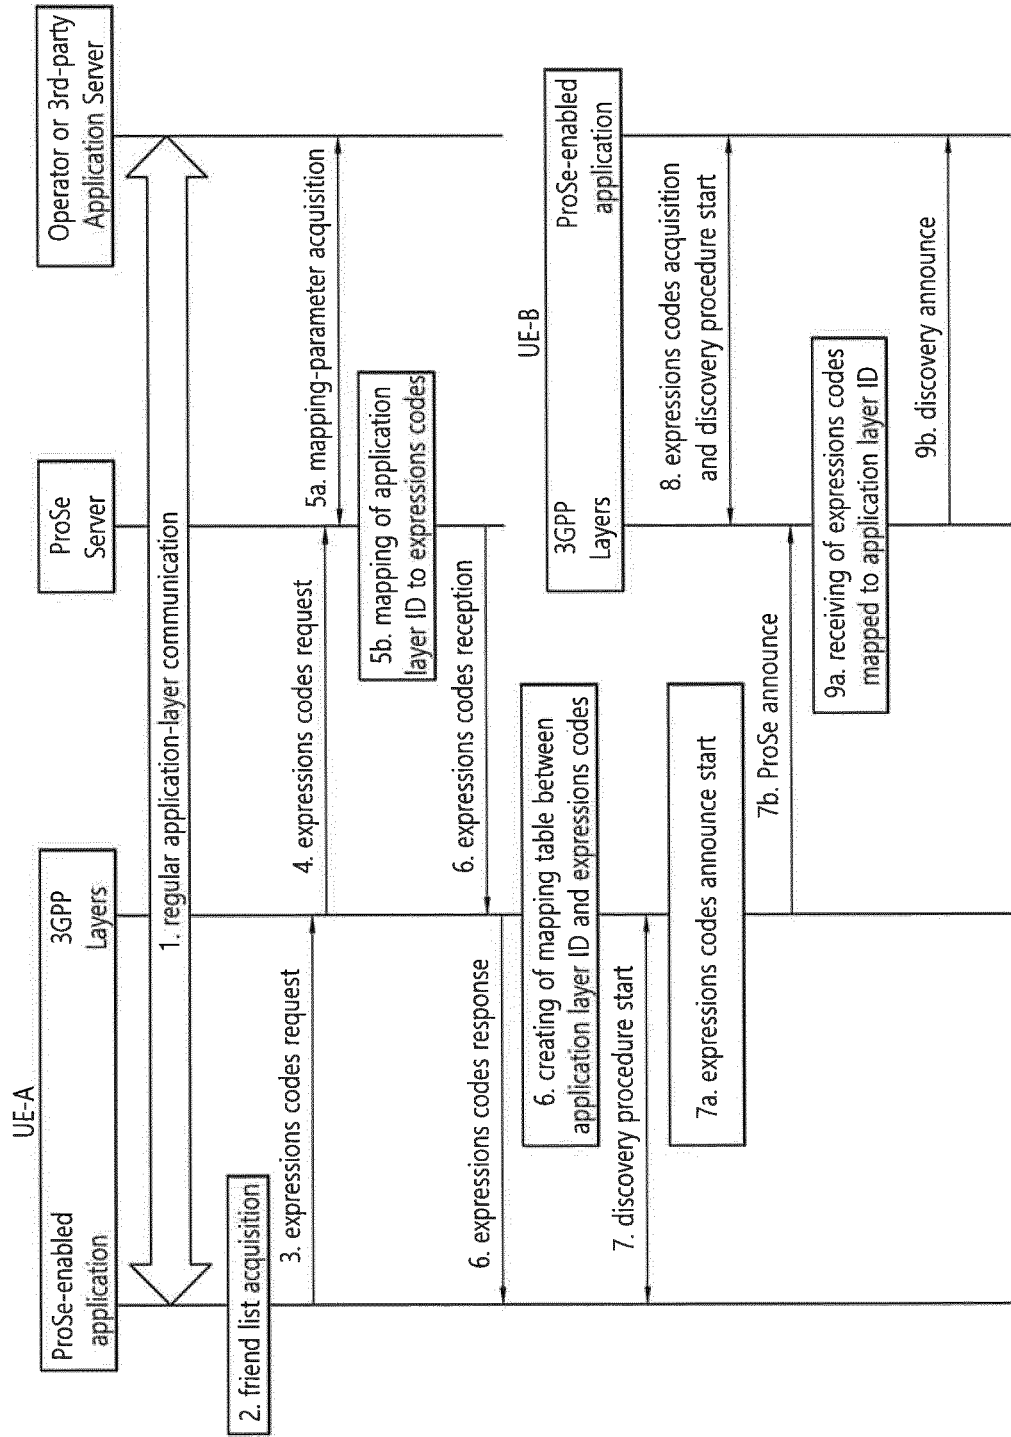 UE-A
ProSe-enabled
application
3GPP
Layers
ProSe
Server
Operator or 3rd-party
Application Server
1. regular application-layer communication
2. friend list acquisition
3. expressions codes request
4. expressions codes request
5a. mapping-parameter acquisition
5b. mapping of application
layer ID to expressions codes
6. expressions codes reception
6. expressions codes response
6. creating of mapping table between
application layer ID and expressions codes
UE-B
3GPP
Layers
ProSe-enabled
application
7. discovery procedure start
7a. expressions codes announce start
8. expressions codes acquisition
and discovery procedure start
7b. ProSe announce
9a. receiving of expressions codes
mapped to application layer ID
9b. discovery announce